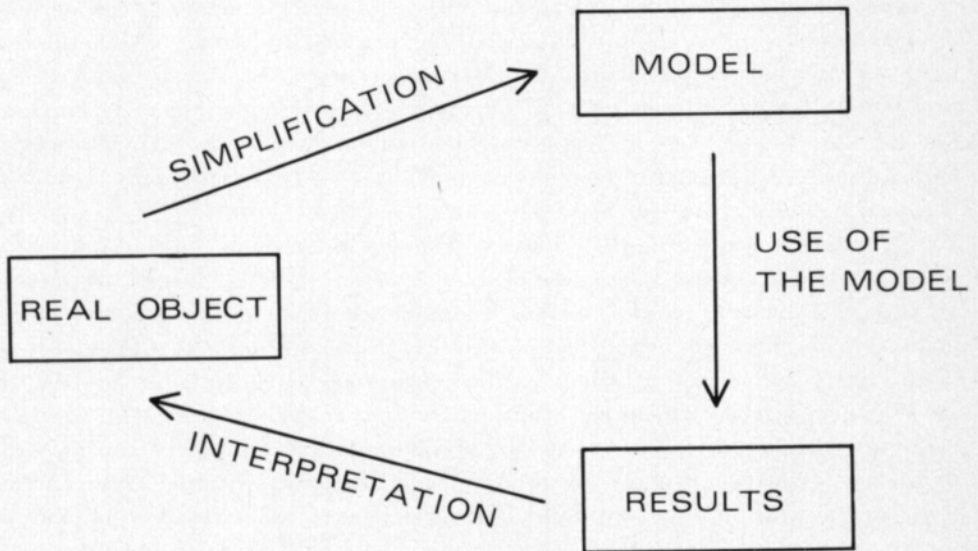 MODEL
SIMPLIFICATION
USE OF
THE MODEL
REAL OBJECT
INTERPRETATION
RESULTS